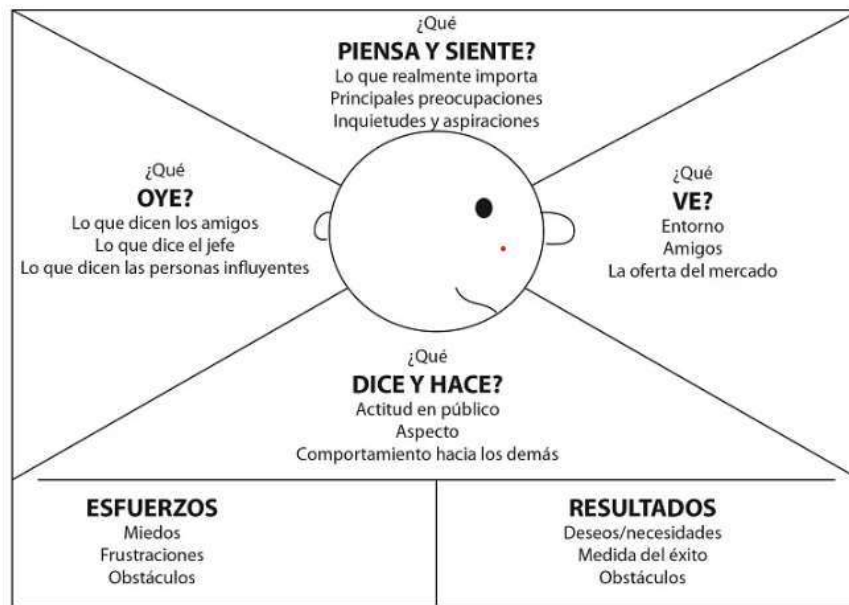 ¿Qué
PIENSA Y SIENTE?
Lo que realmente importa
Principales preocupaciones
Inquietudes y aspiraciones
¿Qué
OYE?
Lo que dicen los amigos
Lo que dice el jefe
Lo que dicen las personas influyentes
¿Qué
VE?
Entorno
Amigos
La oferta del mercado
¿Qué
DICE Y HACE?
Actitud en público
Aspecto
Comportamiento hacia los demás
ESFUERZOS
Miedos
Frustraciones
Obstáculos
RESULTADOS
Deseos/necesidades
Medida del éxito
Obstáculos